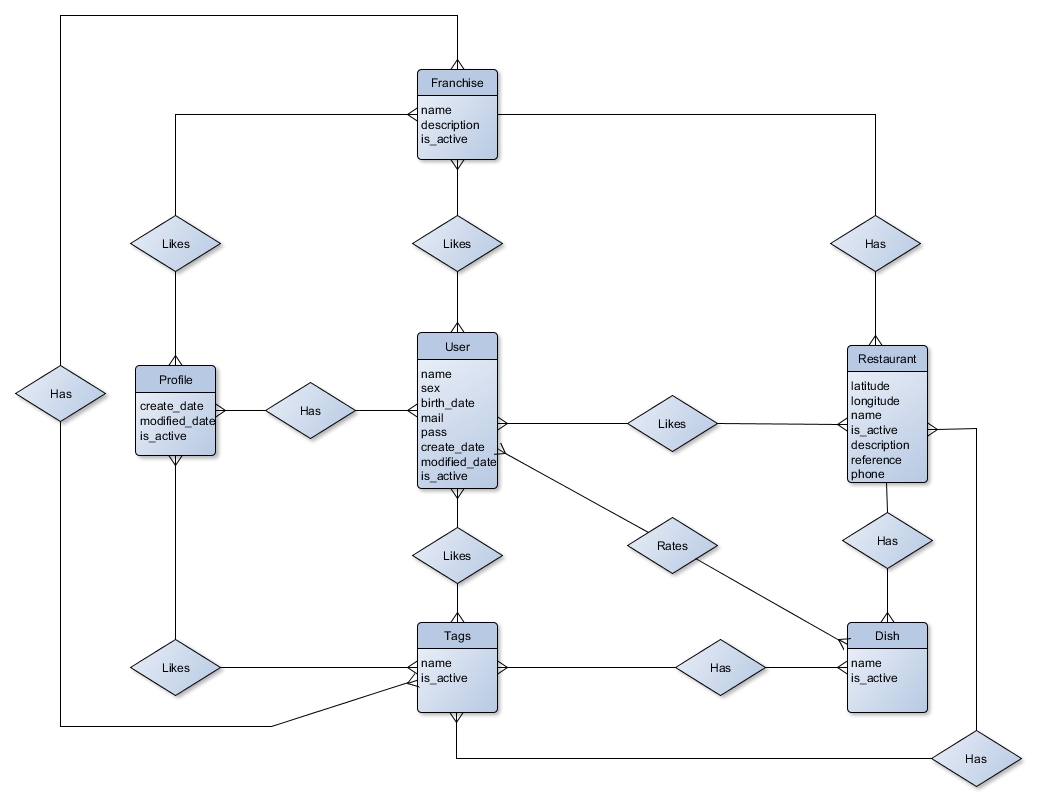 Franchise
name
description
is_active
Likes
Likes
Has
User
name
sex
birth_date
mail
pass
create_date
modified_date
is_active
Restaurant
latitude
longitude
name
is_active
description
reference
phone
Profile
create_date
modified_date
is_active
Has
Has
Likes
Likes
Rates
Has
Tags
name
is_active
Dish
name
is_active
Likes
Has
Has